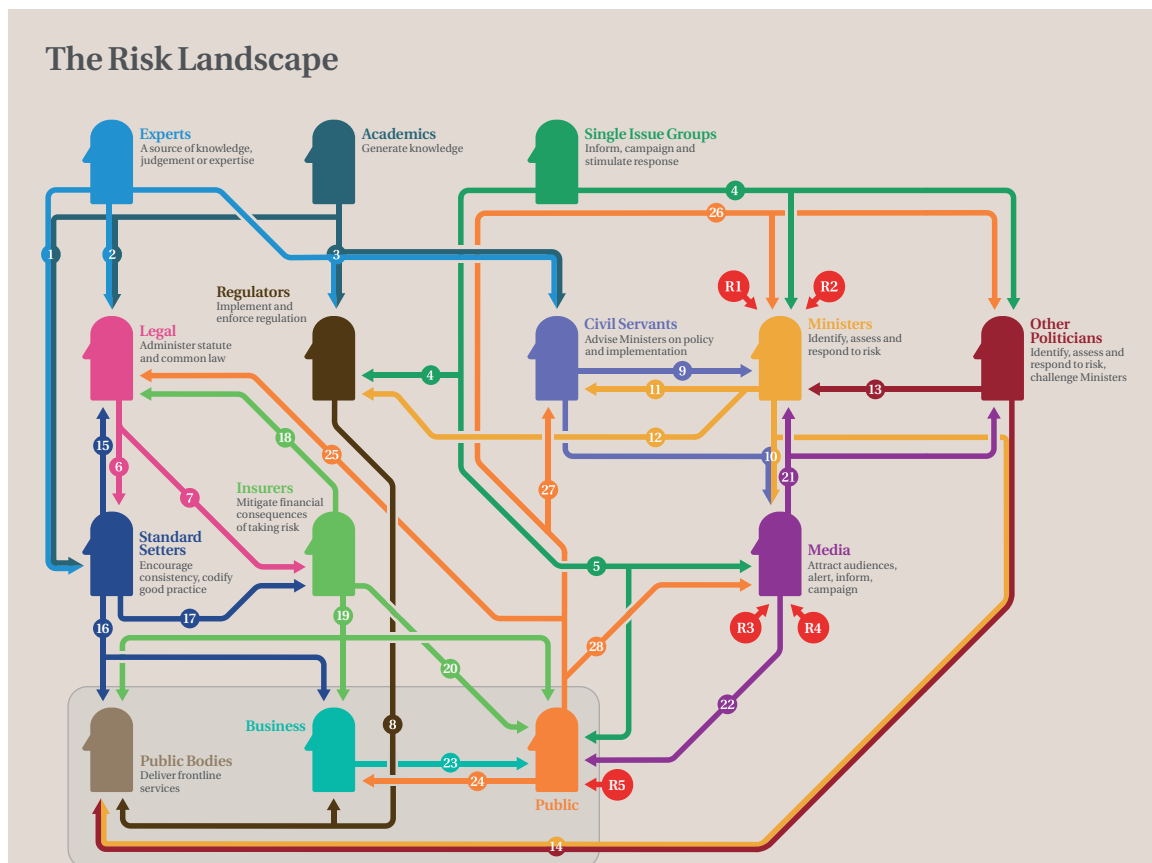 The Risk Landscape
Experts
A source of knowledge,
judgement or expertise
Academics
Generate knowledge
Single Issue Groups
Inform, campaign and
stimulate response
4
26
1
2
3
R1
R2
Regulators
Implement and
enforce regulation
Legal
Administer statute
and common law
Civil Servants
Advise Ministers on policy
and implementation
Ministers
Identify, assess and
respond to risk
Other
Politicians
Identify, assess and
respond to risk,
challenge Ministers
4
9
11
13
15
6
18
25
12
10
21
7
27
Insurers
Mitigate financial
consequences
of taking risk
Standard
Setters
Encourage
consistency, codify
good practice
Media
Attract audiences,
alert, inform,
campaign
5
16
17
19
R3
R4
28
20
22
8
Business
Public Bodies
Deliver frontline
services
23
24
R5
Public
14